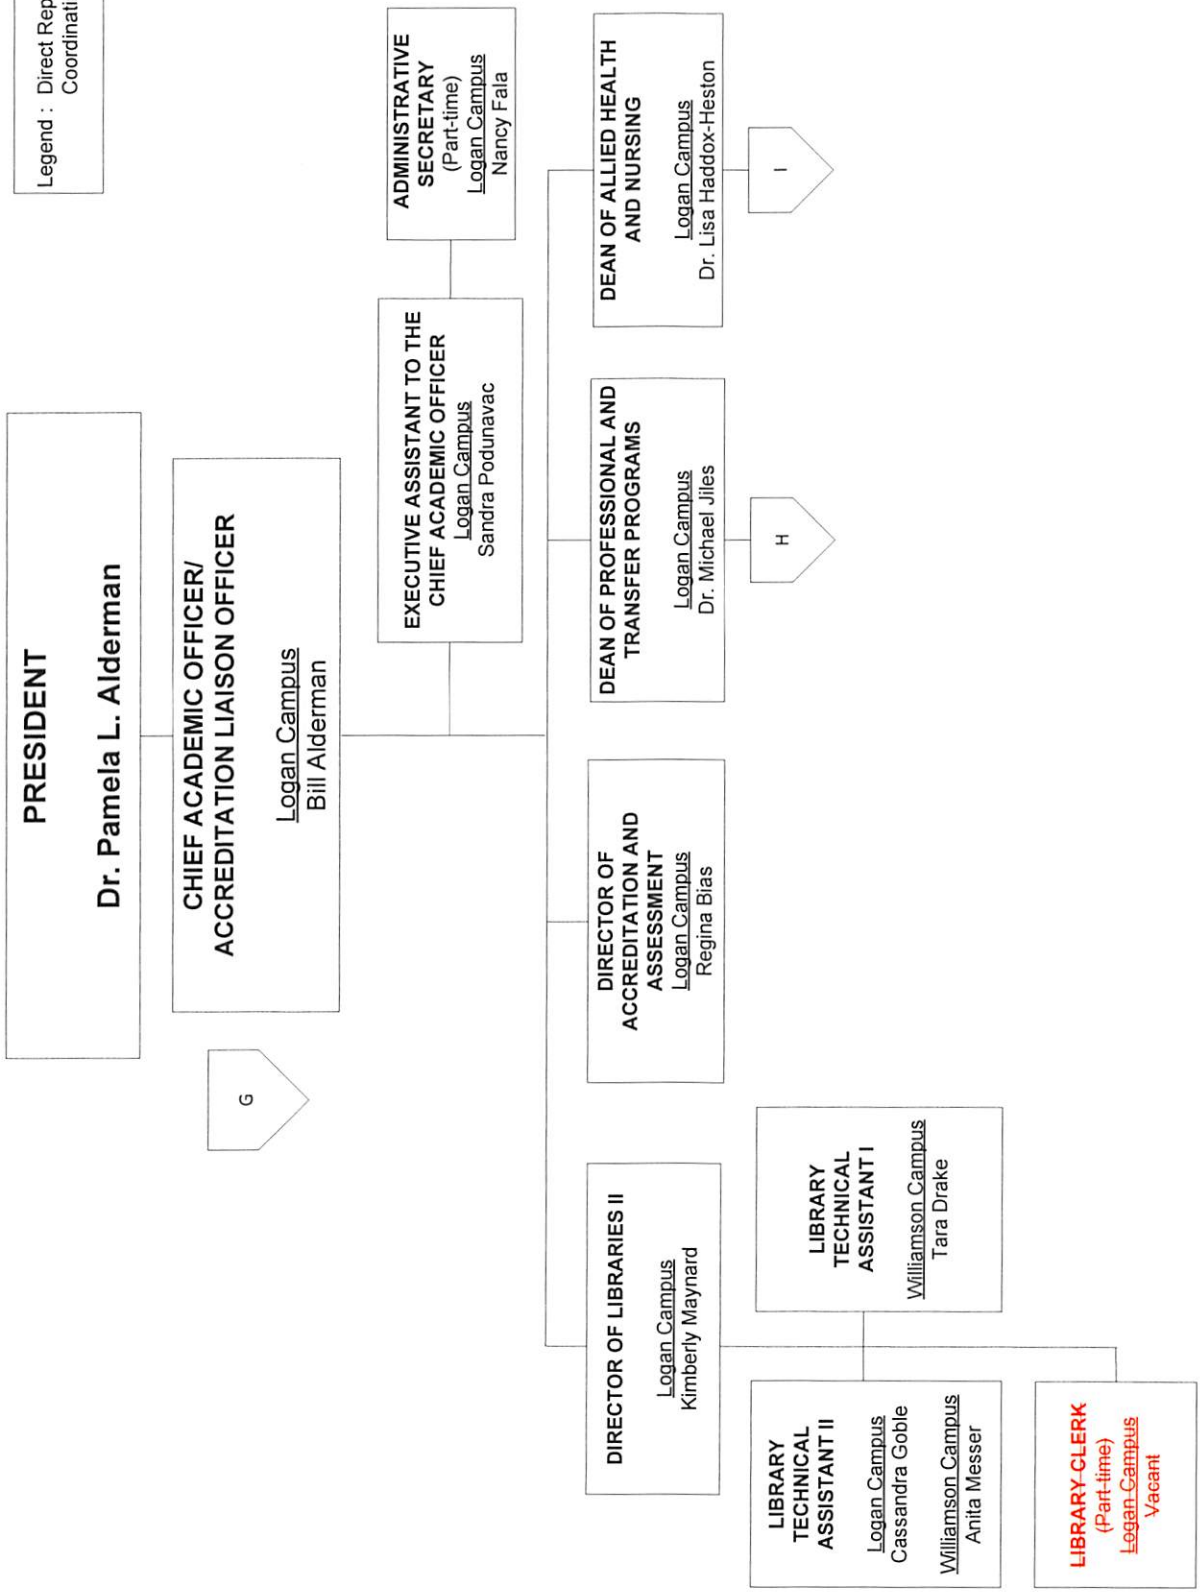 Legend : Direct Rep
Coordinati
PRESIDENT
Dr. Pamela L. Alderman
G
CHIEF ACADEMIC OFFICER/
ACCREDITATION LIAISON OFFICER
Logan Campus
Bill Alderman
EXECUTIVE ASSISTANT TO THE
CHIEF ACADEMIC OFFICER
Logan Campus
Sandra Podunavac
ADMINISTRATIVE
SECRETARY
(Part-time)
Logan Campus
Nancy Fala
DIRECTOR OF LIBRARIES II
Logan Campus
Kimberly Maynard
DIRECTOR OF
ACCREDITATION AND
ASSESSMENT
Logan Campus
Regina Bias
DEAN OF PROFESSIONAL AND
TRANSFER PROGRAMS
Logan Campus
Dr. Michael Jiles
DEAN OF ALLIED HEALTH
AND NURSING
Logan Campus
Dr. Lisa Haddox-Heston
H
I
LIBRARY
TECHNICAL
ASSISTANT II
Logan Campus
Cassandra Goble
Williamson Campus
Anita Messer
LIBRARY
TECHNICAL
ASSISTANT I
Williamson Campus
Tara Drake
LIBRARY CLERK
(Part-time)
Logan Campus
Vacant